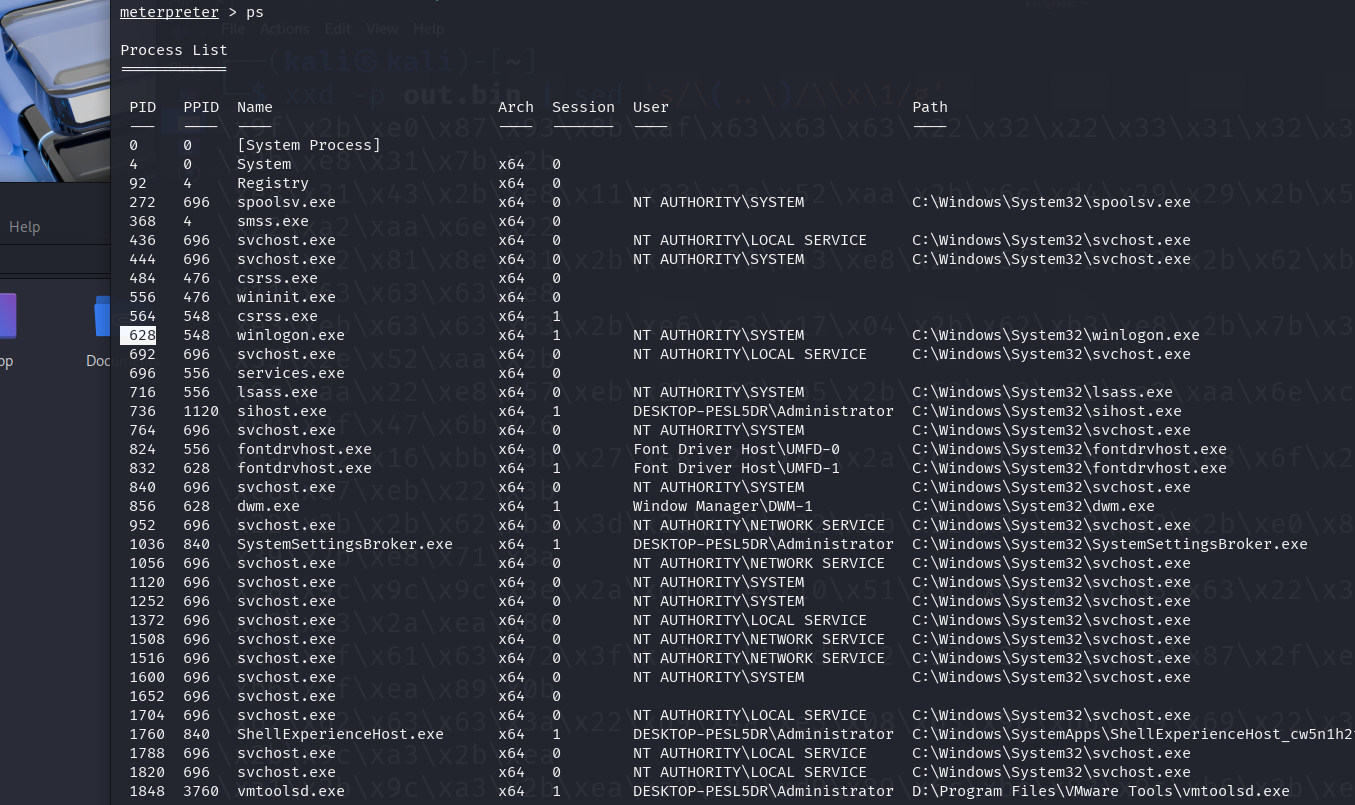 meterpreter > ps
File Actions Edit View Help
Process List
(kali㉿kali)-[~]
$ xxd -p out.bin | sed 's/\(..\)/\\x\1/g
PID PPID Name Arch Session User Path
0 0 [System Process]
4 0 System x64 0
92 4 Registry x64 0
272 696 spoolsv.exe x64 0 NT AUTHORITY\SYSTEM C:\Windows\System32\spoolsv.exe
368 4 smss.exe x64 0
Help
436 696 svchost.exe x64 0 NT AUTHORITY\LOCAL SERVICE C:\Windows\System32\svchost.exe
444 696 svchost.exe x64 0 NT AUTHORITY\SYSTEM C:\Windows\System32\svchost.exe
484 476 csrss.exe x64 0
556 476 wininit.exe x64 0
564 548 csrss.exe x64 1
628 548 winlogon.exe x64 1 NT AUTHORITY\SYSTEM C:\Windows\System32\winlogon.exe
692 696 svchost.exe x64 0 NT AUTHORITY\LOCAL SERVICE C:\Windows\System32\svchost.exe
op Docu
696 556 services.exe x64 0
716 556 lsass.exe x64 0 NT AUTHORITY\SYSTEM C:\Windows\System32\lsass.exe
736 1120 sihost.exe x64 1 DESKTOP-PESL5DR\Administrator C:\Windows\System32\sihost.exe
764 696 svchost.exe x64 0 NT AUTHORITY\SYSTEM C:\Windows\System32\svchost.exe
824 556 fontdrvhost.exe x64 0 Font Driver Host\UMFD-0 C:\Windows\System32\fontdrvhost.exe
832 628 fontdrvhost.exe x64 1 Font Driver Host\UMFD-1 C:\Windows\System32\fontdrvhost.exe
840 696 svchost.exe x64 0 NT AUTHORITY\SYSTEM C:\Windows\System32\svchost.exe
856 628 dwm.exe x64 1 Window Manager\DWM-1 C:\Windows\System32\dwm.exe
952 696 svchost.exe x64 0 NT AUTHORITY\NETWORK SERVICE C:\Windows\System32\svchost.exe
1036 840 SystemSettingsBroker.exe x64 1 DESKTOP-PESL5DR\Administrator C:\Windows\System32\SystemSettingsBroker.exe
1056 696 svchost.exe x64 0 NT AUTHORITY\NETWORK SERVICE C:\Windows\System32\svchost.exe
1120 696 svchost.exe x64 0 NT AUTHORITY\SYSTEM C:\Windows\System32\svchost.exe
1252 696 svchost.exe x64 0 NT AUTHORITY\SYSTEM C:\Windows\System32\svchost.exe
1372 696 svchost.exe x64 0 NT AUTHORITY\LOCAL SERVICE C:\Windows\System32\svchost.exe
1508 696 svchost.exe x64 0 NT AUTHORITY\NETWORK SERVICE C:\Windows\System32\svchost.exe
1516 696 svchost.exe x64 0 NT AUTHORITY\NETWORK SERVICE C:\Windows\System32\svchost.exe
1600 696 svchost.exe x64 0 NT AUTHORITY\SYSTEM C:\Windows\System32\svchost.exe
1652 696 svchost.exe x64 0
1704 696 svchost.exe x64 0 NT AUTHORITY\LOCAL SERVICE C:\Windows\System32\svchost.exe
1760 840 ShellExperienceHost.exe x64 1 DESKTOP-PESL5DR\Administrator C:\Windows\SystemApps\ShellExperienceHost_cw5n1h2
1788 696 svchost.exe x64 0 NT AUTHORITY\LOCAL SERVICE C:\Windows\System32\svchost.exe
1820 696 svchost.exe x64 0 NT AUTHORITY\LOCAL SERVICE C:\Windows\System32\svchost.exe
1848 3760 vmtoolsd.exe x64 1 DESKTOP-PESL5DR\Administrator D:\Program Files\VMware Tools\vmtoolsd.exe